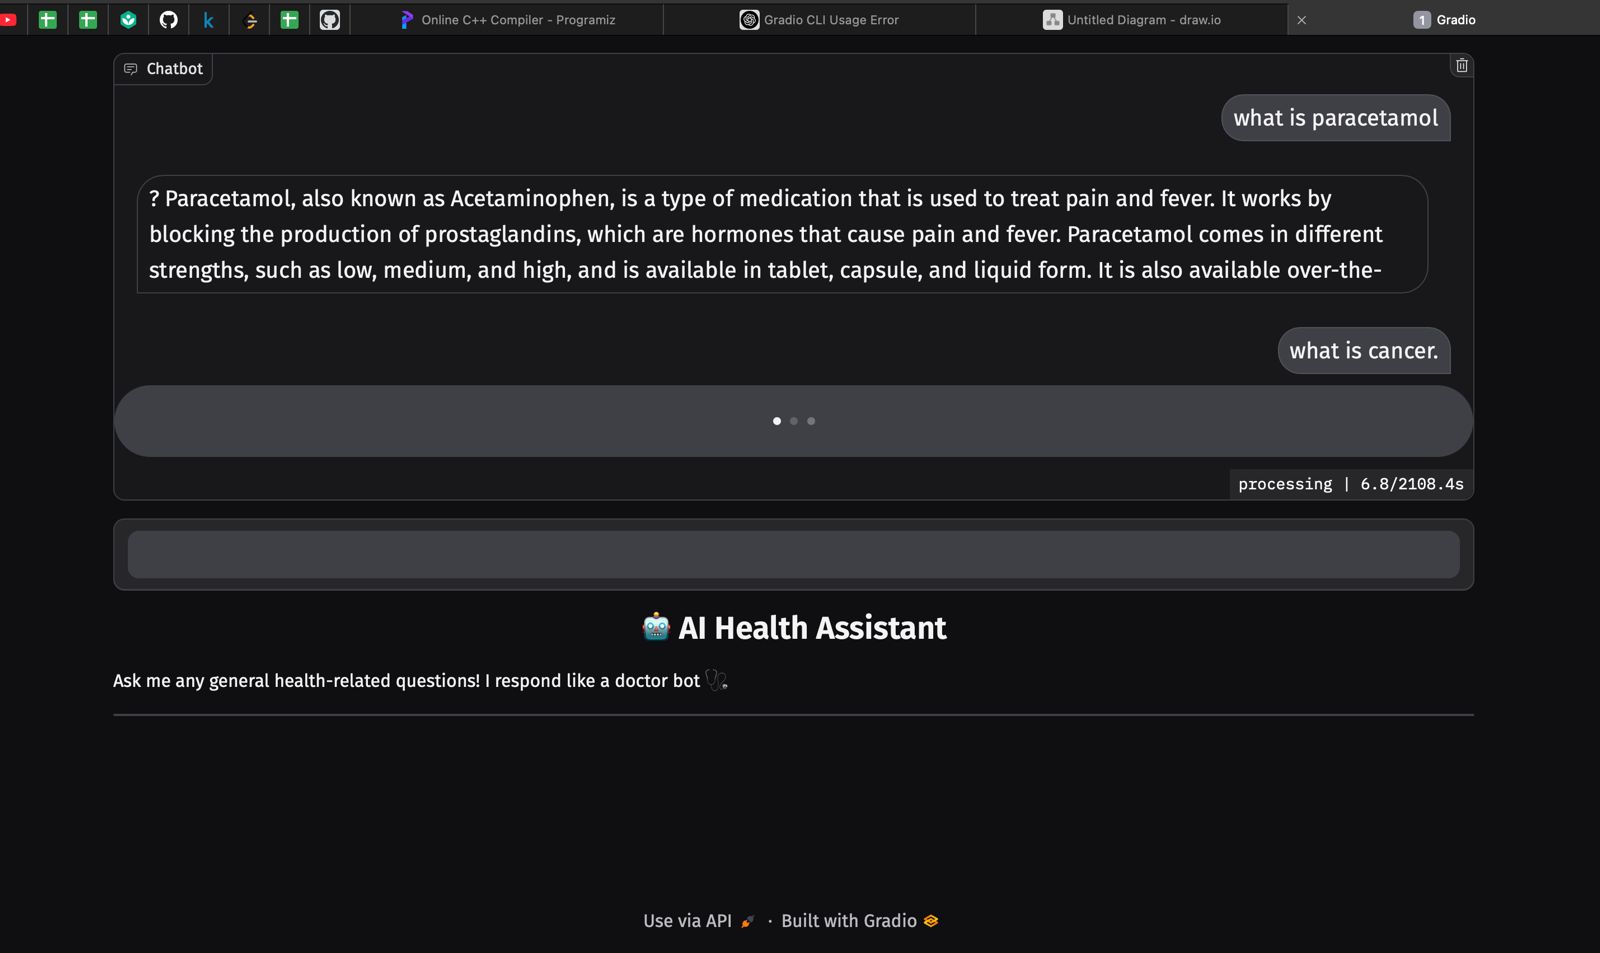 Online C++ Compiler - Programiz
Gradio CLI Usage Error
Untitled Diagram - draw.io
1 Gradio
Chatbot
what is paracetamol
? Paracetamol, also known as Acetaminophen, is a type of medication that is used to treat pain and fever. It works by
blocking the production of prostaglandins, which are hormones that cause pain and fever. Paracetamol comes in different
strengths, such as low, medium, and high, and is available in tablet, capsule, and liquid form. It is also available over-the-
what is cancer.
processing | 6.8/2108.4s
🤖 AI Health Assistant
Ask me any general health-related questions! I respond like a doctor bot 🩺
Use via API 🚀 · Built with Gradio